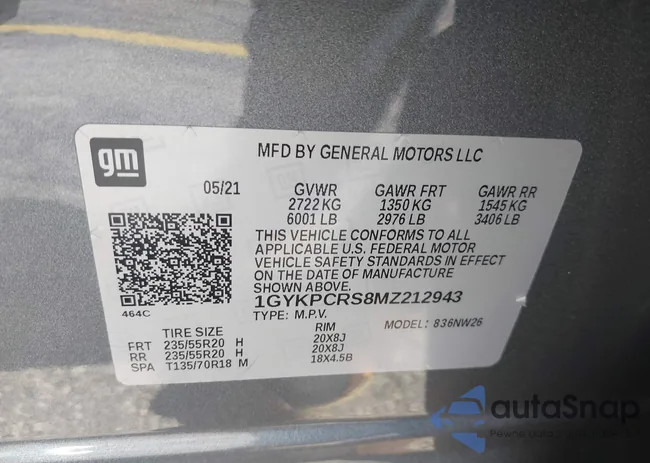 gm
MFD BY GENERAL MOTORS LLC
05/21 GVWR GAWR FRT GAWR RR
2722 KG 1350 KG 1545 KG
6001 LB 2976 LB 3406 LB
THIS VEHICLE CONFORMS TO ALL
APPLICABLE U.S. FEDERAL MOTOR
VEHICLE SAFETY STANDARDS IN EFFECT
ON THE DATE OF MANUFACTURE
SHOWN ABOVE.
1GYKPCRS8MZ212943
464C
TYPE: M.P.V. MODEL: 836NW26
TIRE SIZE RIM
FRT 235/55R20 H 20X8J
RR 235/55R20 H 20X8J
SPA T135/70R18 M 18X4.5B
autaSnap
Pewne auta